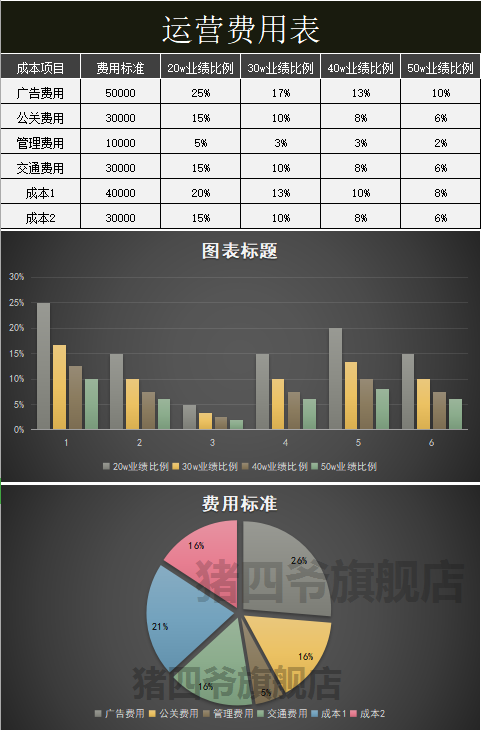 运营费用表
成本项目 费用标准 20w业绩比例 30w业绩比例 40w业绩比例 50w业绩比例
广告费用 50000 25% 17% 13% 10%
公关费用 30000 15% 10% 8% 6%
管理费用 10000 5% 3% 3% 2%
交通费用 30000 15% 10% 8% 6%
成本1 40000 20% 13% 10% 8%
成本2 30000 15% 10% 8% 6%
图表标题
30%
25%
20%
15%
10%
5%
0%
1 2 3 4 5 6
20w业绩比例 30w业绩比例 40w业绩比例 50w业绩比例
费用标准
16%
26%
猪四爷旗舰店
21%
16%
猪四爷旗舰店
16%
5%
广告费用 公关费用 管理费用 交通费用 成本1 成本2